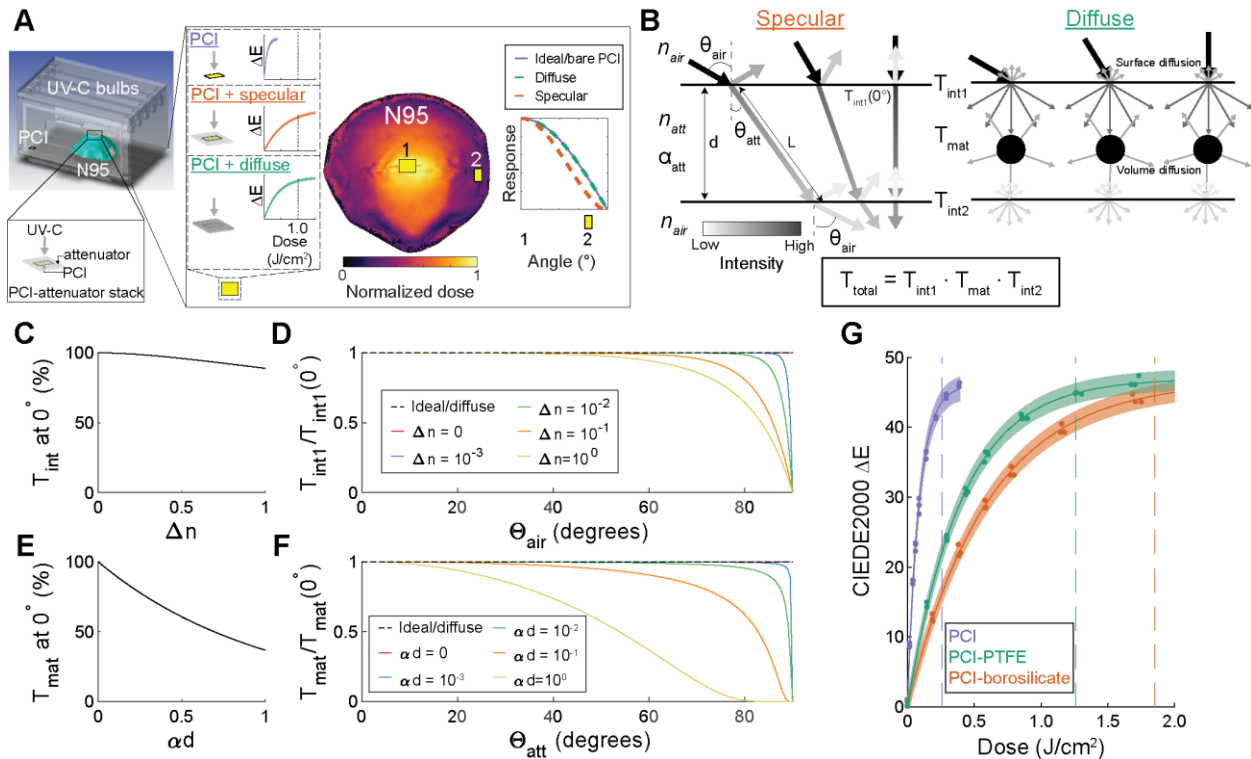 A
UV-C bulbs
PCI
N95
UV-C
attenuator
PCI
PCI-attenuator stack
PCI
ΔE
PCI + specular
ΔE
PCI + diffuse
ΔE
1.0
Dose
(J/cm²)
N95
1
2
0
1
Normalized dose
Ideal/bare PCI
Diffuse
Specular
Response
1
2
Angle (°)
B
Specular
Diffuse
n_air
θ_air
T_int1(0°)
T_int1
Surface diffusion
n_att
α_att
d
θ_att
L
T_mat
Volume diffusion
n_air
θ_air
T_int2
Low
High
Intensity
T_total = T_int1 · T_mat · T_int2
C
T_int at 0° (%)
100
50
0
0
0.5
1
Δn
D
T_int1/T_int1(0°)
1
0.5
0
Ideal/diffuse
Δn = 0
Δn = 10⁻³
Δn = 10⁻²
Δn = 10⁻¹
Δn=10⁰
0
20
40
60
80
Θ_air (degrees)
E
T_mat at 0° (%)
100
50
0
0
0.5
1
αd
F
T_mat/T_mat(0°)
1
0.5
0
Ideal/diffuse
αd = 0
αd = 10⁻³
αd = 10⁻²
αd = 10⁻¹
αd=10⁰
0
20
40
60
80
Θ_att (degrees)
G
CIEDE2000 ΔE
50
40
30
20
10
0
PCI
PCI-PTFE
PCI-borosilicate
0
0.5
1.0
1.5
2.0
Dose (J/cm²)